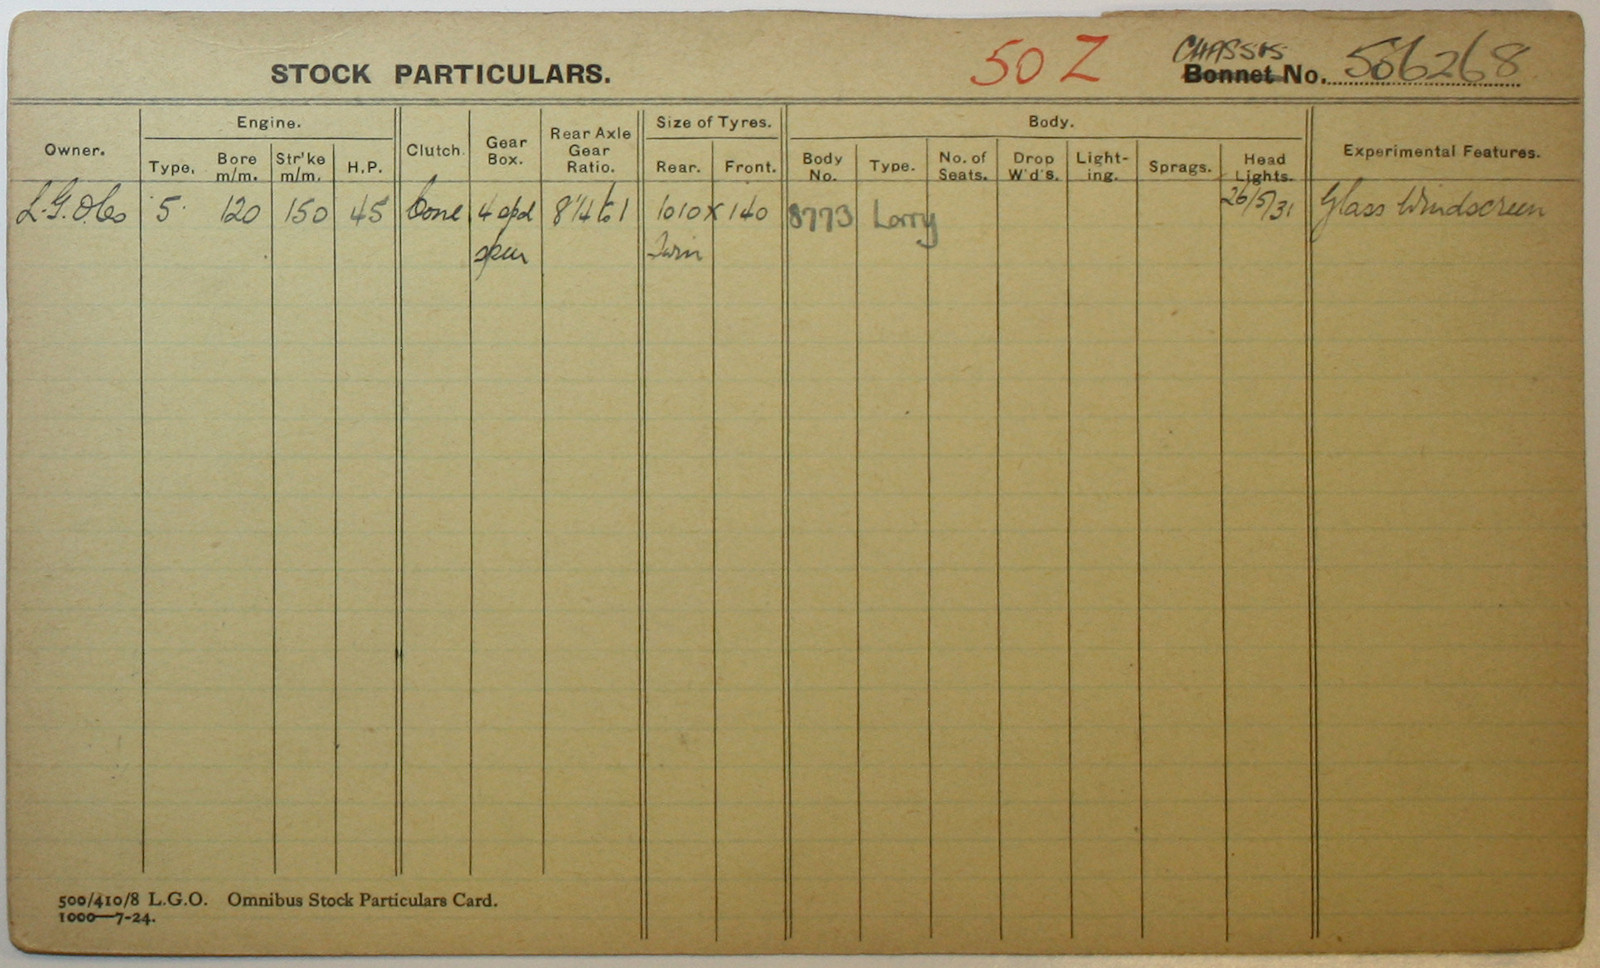 STOCK PARTICULARS. 50 Z CHASSIS Bonnet No. 506268
Owner. Engine. Type. Bore m/m. Str'ke m/m. H.P. Clutch. Gear Box. Rear Axle Gear Ratio. Size of Tyres. Rear. Front. Body. Body No. Type. No. of Seats. Drop W'd's. Light-ing. Sprags. Head Lights. Experimental Features.
5 120 150 45 Cone 4 spd 8¼ to 1 1010 x 140 8773 Lorry 26/5/31 Glass Windscreen
spur Twin
500/410/8 L.G.O. Omnibus Stock Particulars Card.
1000—7-24.